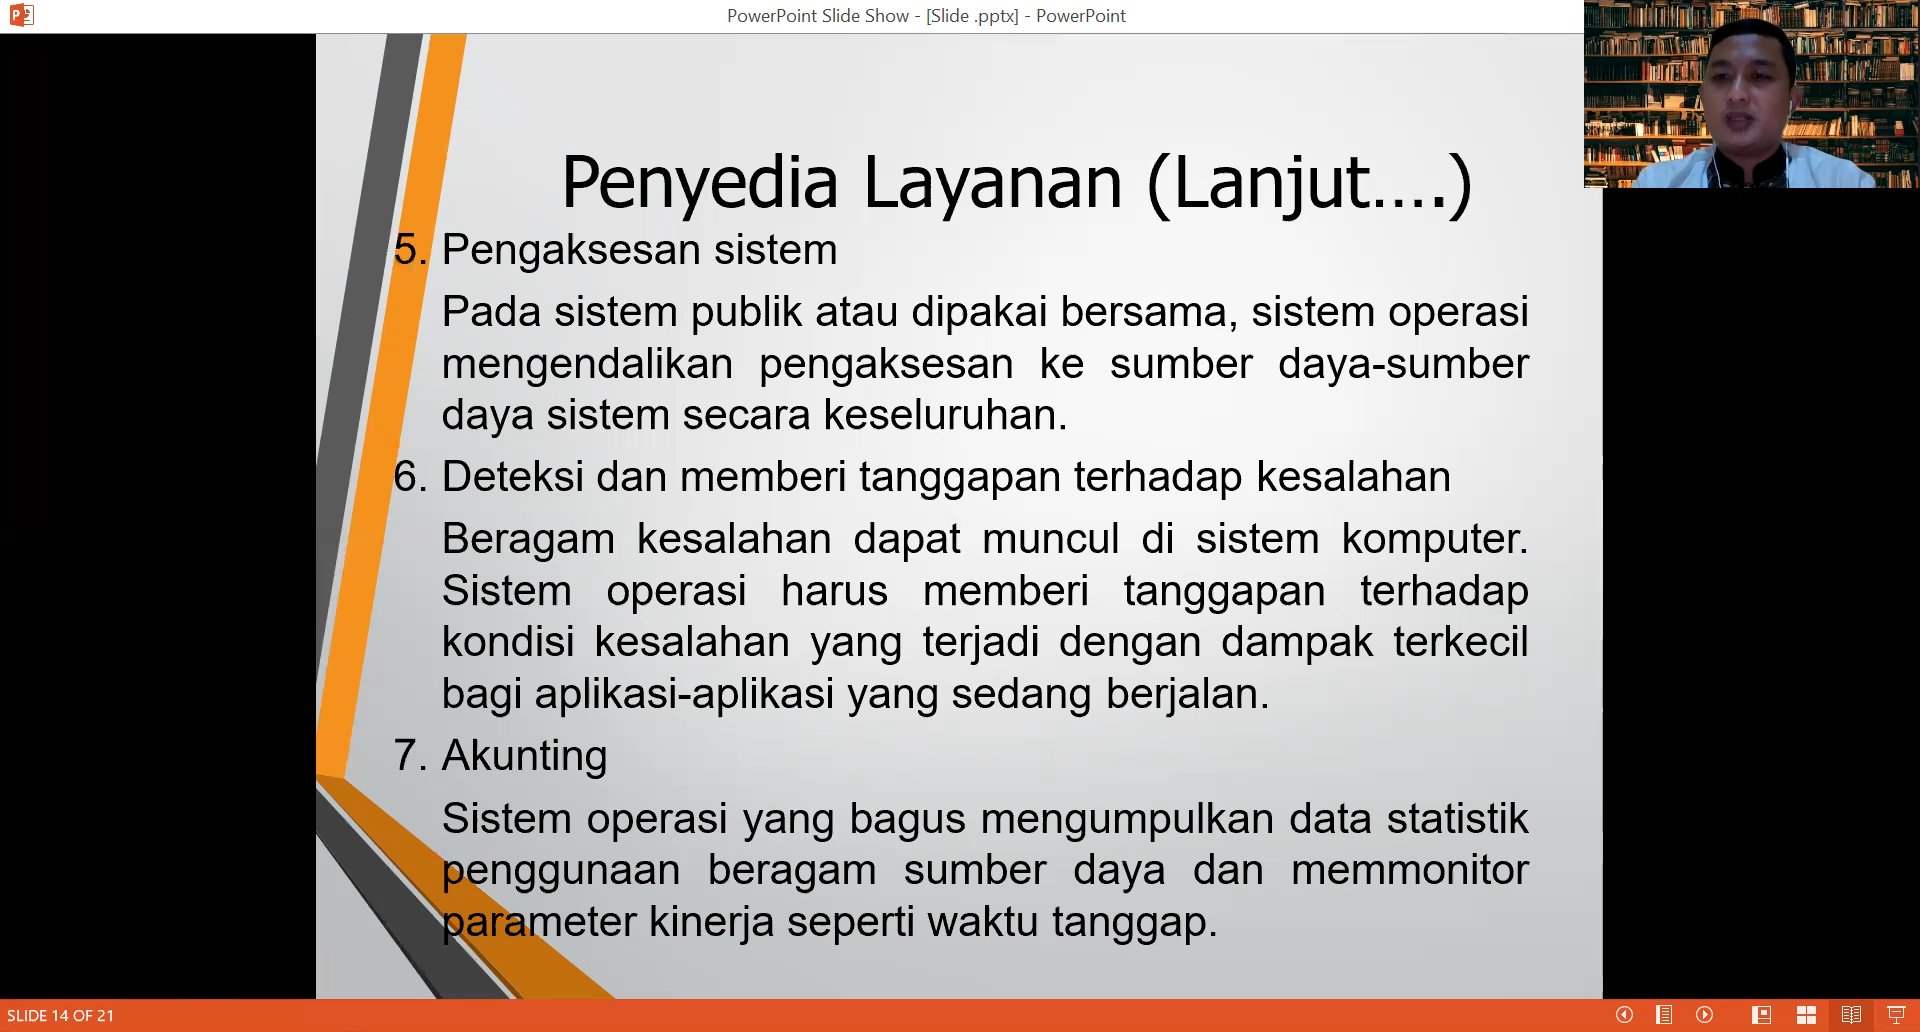 PowerPoint Slide Show - [Slide .pptx] - PowerPoint
Penyedia Layanan (Lanjut....)
5. Pengaksesan sistem
Pada sistem publik atau dipakai bersama, sistem operasi
mengendalikan pengaksesan ke sumber daya-sumber
daya sistem secara keseluruhan.
6. Deteksi dan memberi tanggapan terhadap kesalahan
Beragam kesalahan dapat muncul di sistem komputer.
Sistem operasi harus memberi tanggapan terhadap
kondisi kesalahan yang terjadi dengan dampak terkecil
bagi aplikasi-aplikasi yang sedang berjalan.
7. Akunting
Sistem operasi yang bagus mengumpulkan data statistik
penggunaan beragam sumber daya dan memmonitor
parameter kinerja seperti waktu tanggap.
SLIDE 14 OF 21